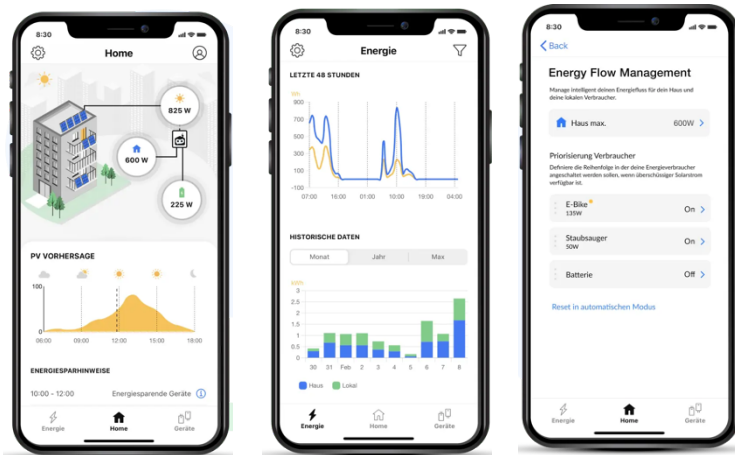 8:30
Home
825 W
600 W
225 W
PV VORHERSAGE
100
0
06:00 09:00 12:00 15:00 18:00
ENERGIESPARHINWEISE
10:00 - 12:00 Energiesparende Geräte
Energie Home Geräte
8:30
Energie
LETZTE 48 STUNDEN
Wh
900
700
500
300
100
-100
07:00 16:00 01:00 10:00 19:00 04:00
HISTORISCHE DATEN
Monat Jahr Max
kWh
3
2.5
2
1.5
1
0.5
0
30 31 Feb 2 3 4 5 6 7 8
Haus Lokal
Energie Home Geräte
8:30
Back
Energy Flow Management
Manage intelligent deinen Energiefluss für dein Haus und
deine lokalen Verbraucher.
Haus max. 600W
Priorisierung Verbraucher
Definiere die Reihenfolge in der deine Energieverbraucher
angeschaltet werden sollen, wenn überschüssiger Solarstrom
verfügbar ist.
E-Bike On
135W
Staubsauger On
50W
Batterie Off
Reset in automatischen Modus
Energie Home Geräte